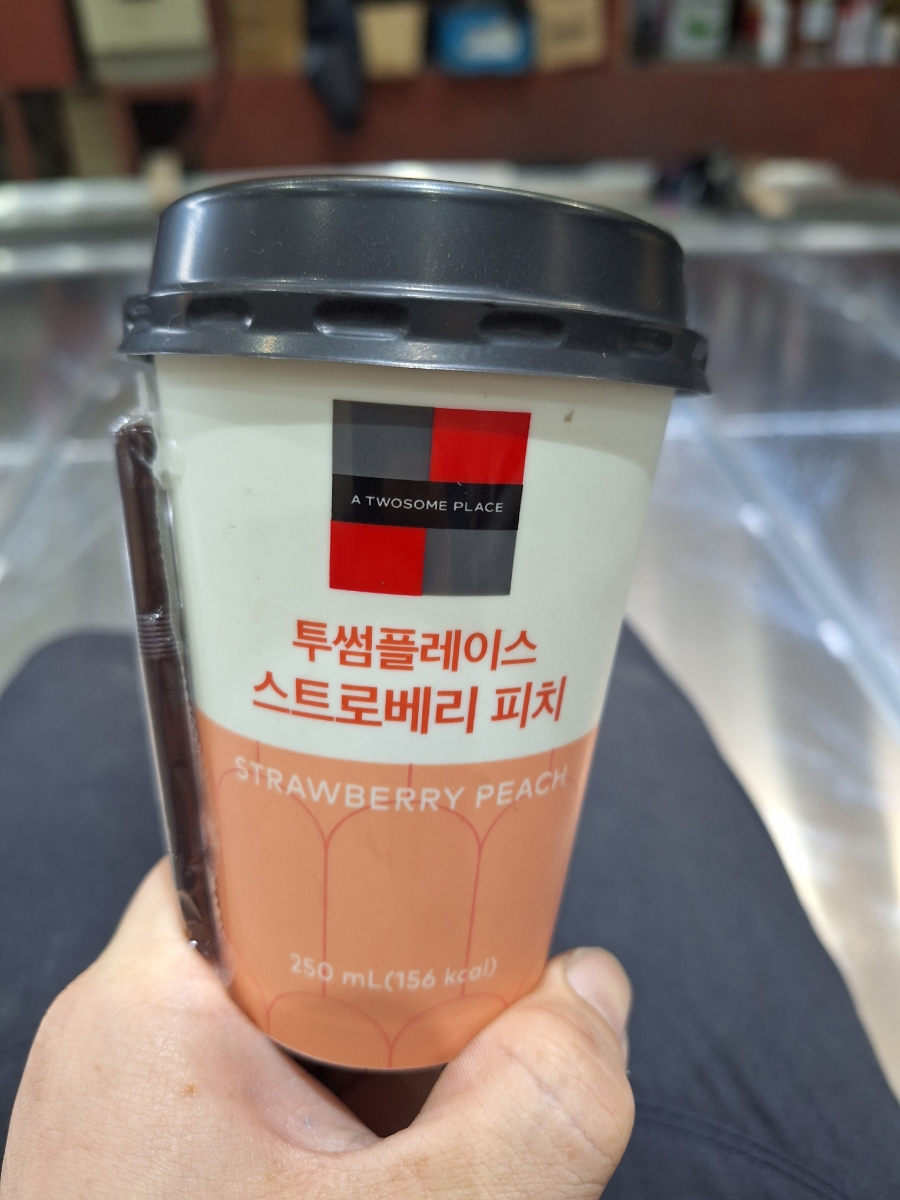 A TWOSOME PLACE
투썸플레이스
스트로베리 피치
STRAWBERRY PEACH
250 mL(156 kcal)